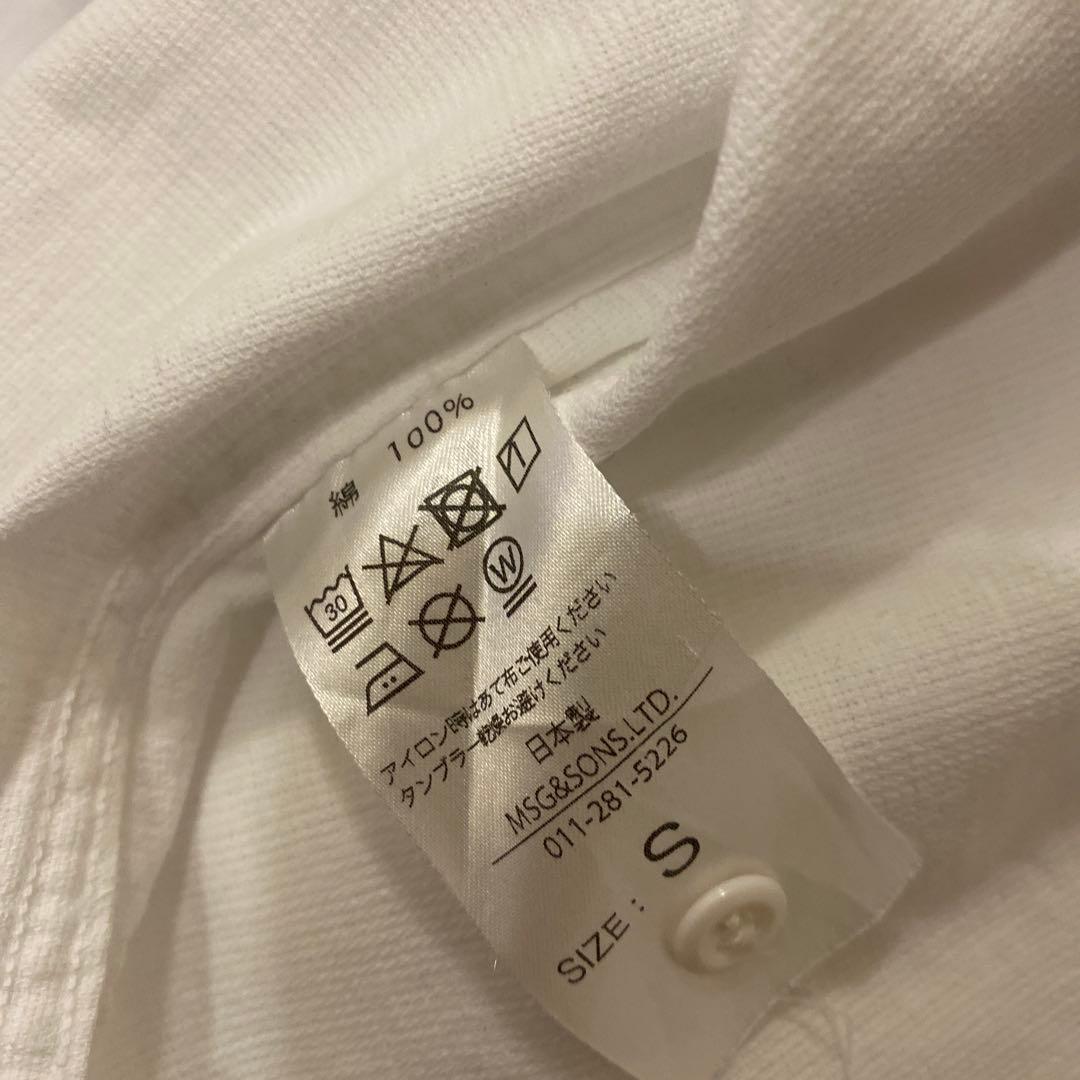 綿 100%
30
W
アイロン時はあて布ご使用ください
タンブラー乾燥お避けください
日本製
MSG&SONS.LTD.
011-281-5226
SIZE : S